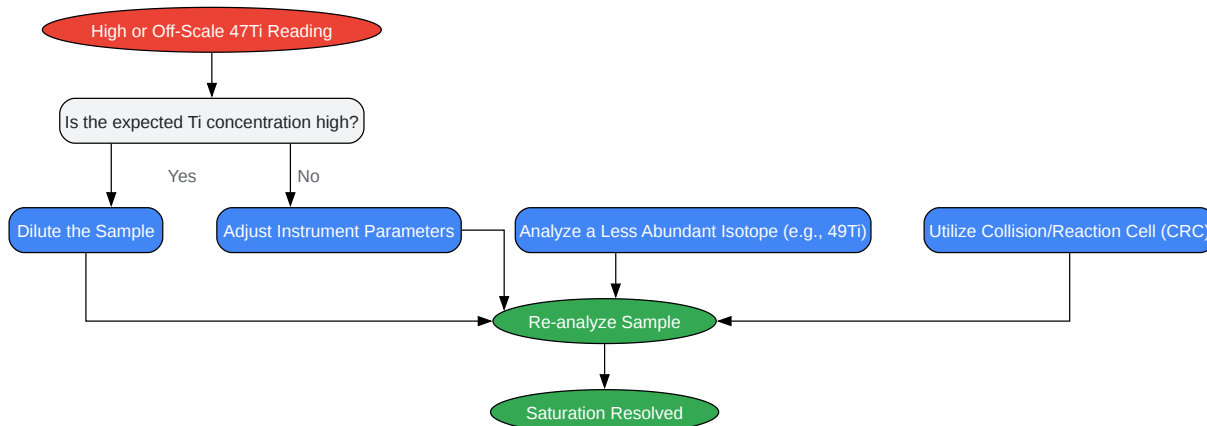 High or Off-Scale 47Ti Reading
Is the expected Ti concentration high?
Yes
No
Dilute the Sample
Adjust Instrument Parameters
Analyze a Less Abundant Isotope (e.g., 49Ti)
Utilize Collision/Reaction Cell (CRC)
Re-analyze Sample
Saturation Resolved